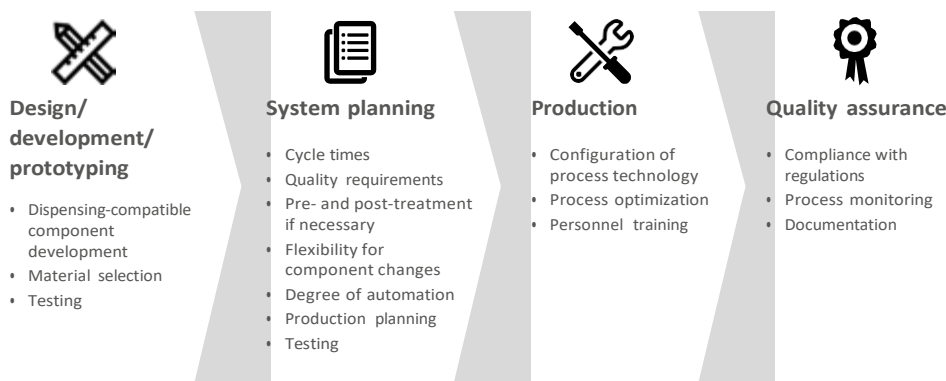 Design/
development/
prototyping
• Dispensing-compatible
component
development
• Material selection
• Testing
System planning
• Cycle times
• Quality requirements
• Pre- and post-treatment
if necessary
• Flexibility for
component changes
• Degree of automation
• Production planning
• Testing
Production
• Configuration of
process technology
• Process optimization
• Personnel training
Quality assurance
• Compliance with
regulations
• Process monitoring
• Documentation